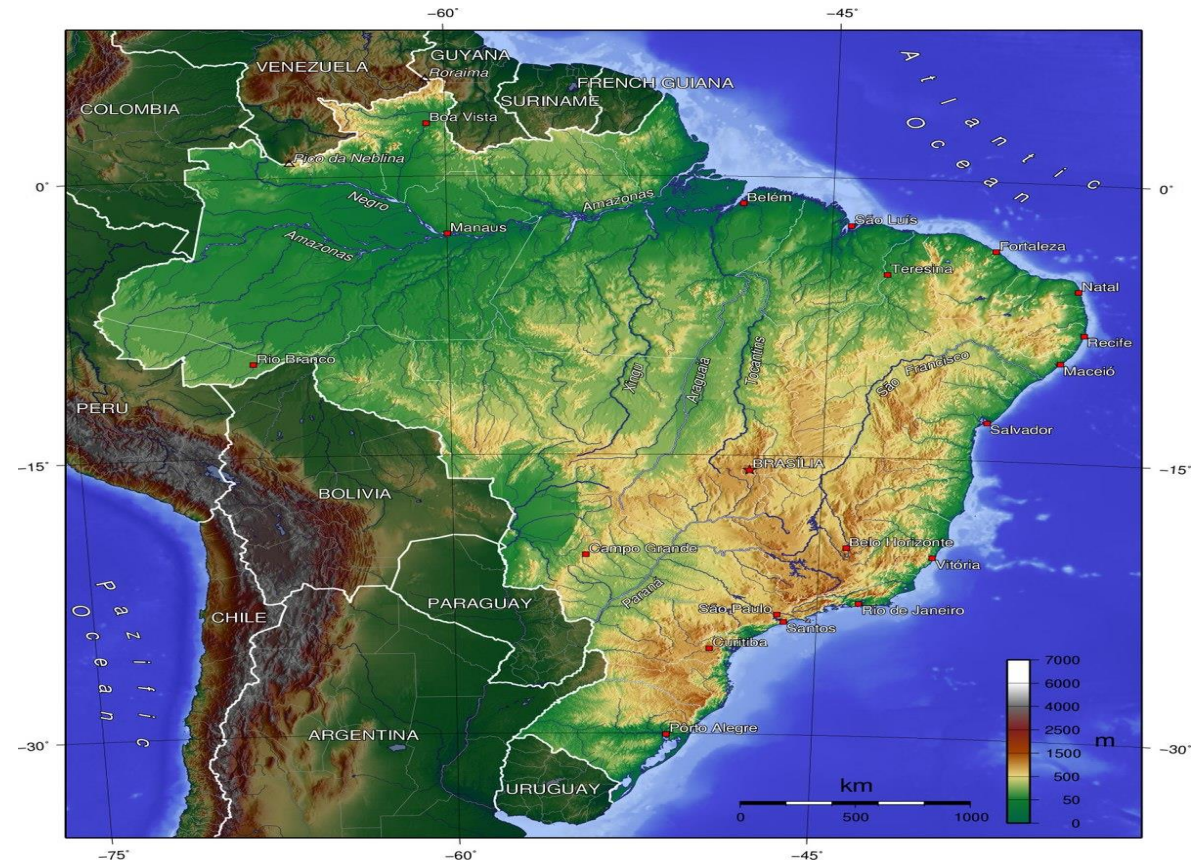 −60°
−45°
GUYANA
VENEZUELA
Roraima
FRENCH GUIANA
SURINAME
COLOMBIA
Boa Vista
Atlantic
Ocean
Pico da Neblina
0°
0°
Negro
Amazonas
Belém
São Luís
Manaus
Amazonas
Fortaleza
Teresina
Natal
Recife
Rio Branco
São Francisco
Maceió
Xingu
Araguaia
Tocantins
PERU
Salvador
−15°
BRASÍLIA
−15°
BOLIVIA
Belo Horizonte
Campo Grande
Vitória
Pazific
Ocean
Paraná
PARAGUAY
São Paulo
Rio de Janeiro
CHILE
Santos
Curitiba
7000
6000
4000
2500
1500
500
50
0
m
Porto Alegre
ARGENTINA
−30°
−30°
URUGUAY
km
0
500
1000
−75°
−60°
−45°